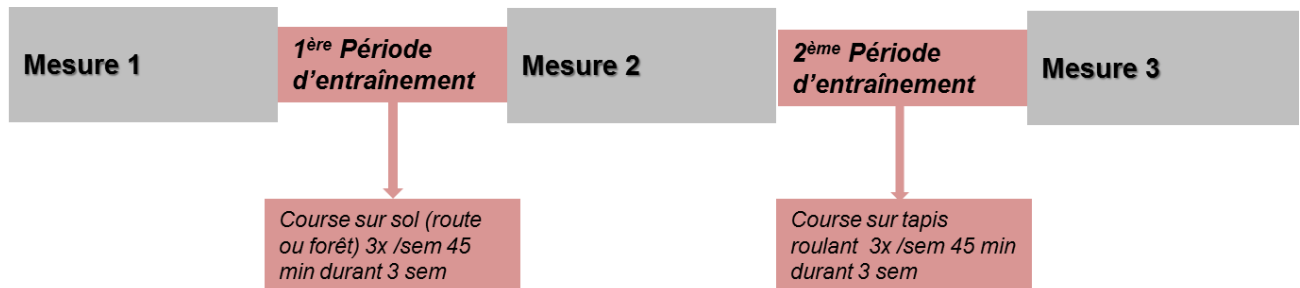 Mesure 1
1ère Période
d’entraînement
Mesure 2
2ème Période
d’entraînement
Mesure 3
Course sur sol (route
ou forêt) 3x /sem 45
min durant 3 sem
Course sur tapis
roulant 3x /sem 45 min
durant 3 sem